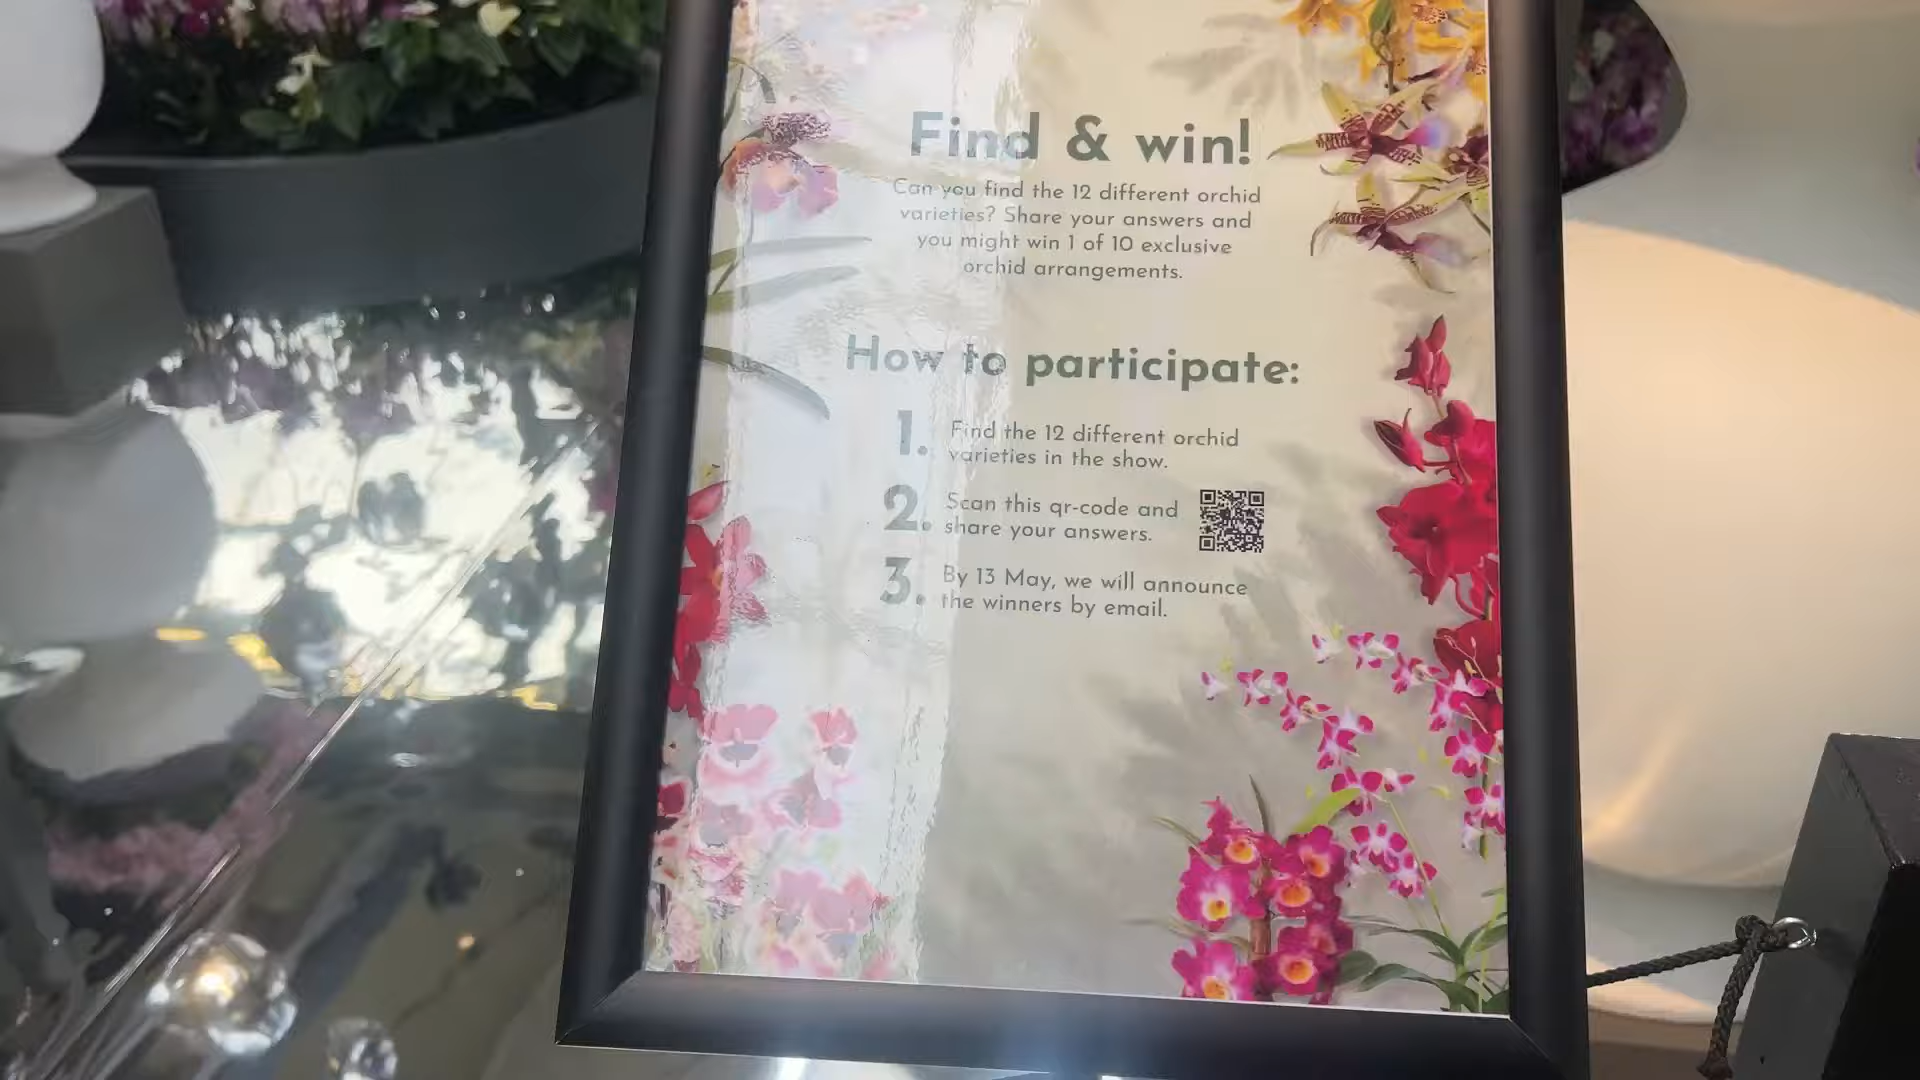 Find & win!
Can you find the 12 different orchid
varieties? Share your answers and
you might win 1 of 10 exclusive
orchid arrangements.
How to participate:
1. Find the 12 different orchid
varieties in the show.
2. Scan this qr-code and
share your answers.
3. By 13 May, we will announce
the winners by email.